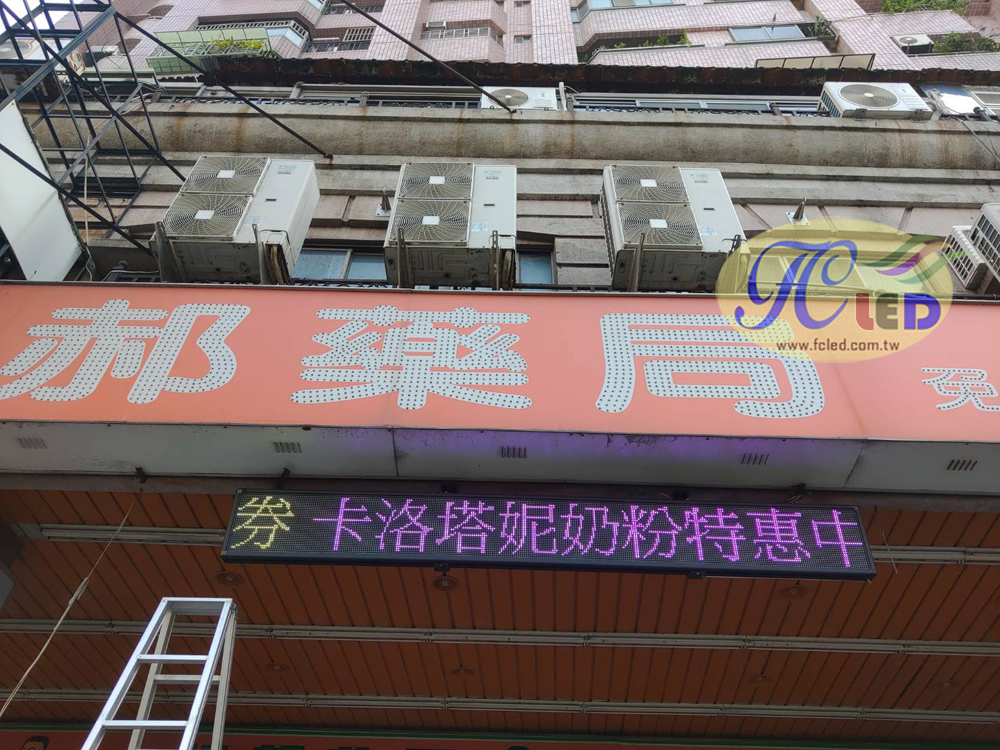 FC LED
www.fcled.com.tw
郝藥局 免
券 卡洛塔妮奶粉特惠中